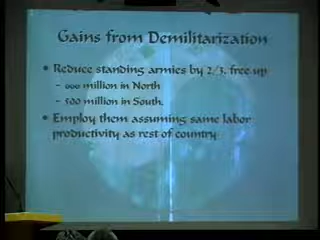 Gains from Demilitarization
• Reduce standing armies by 2/3. free up
– 600 million in North
– 500 million in South.
• Employ them assuming same labor
productivity as rest of country